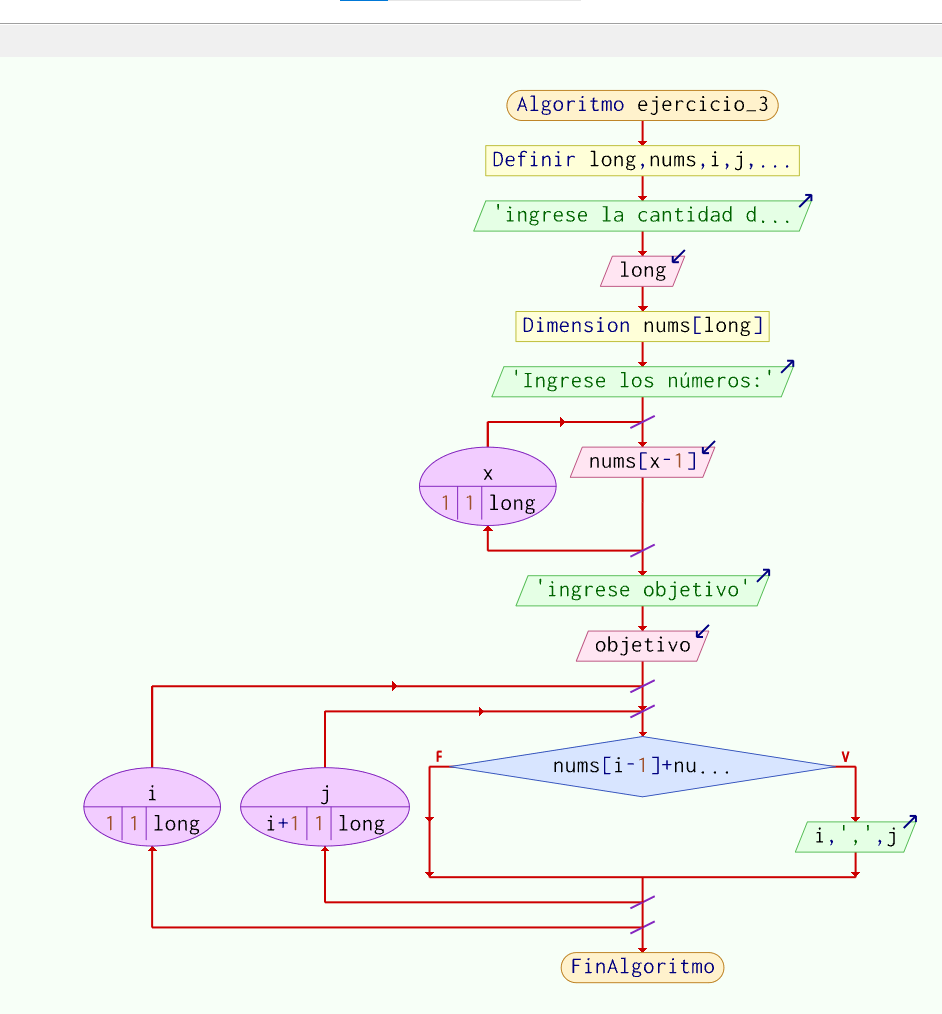 Algoritmo ejercicio_3
Definir long,nums,i,j,...
'ingrese la cantidad d...
long
Dimension nums[long]
'Ingrese los números:'
x
1 1 long
nums[x-1]
'ingrese objetivo'
objetivo
F
V
nums[i-1]+nu...
i
1 1 long
j
i+1 1 long
i,',',j
FinAlgoritmo